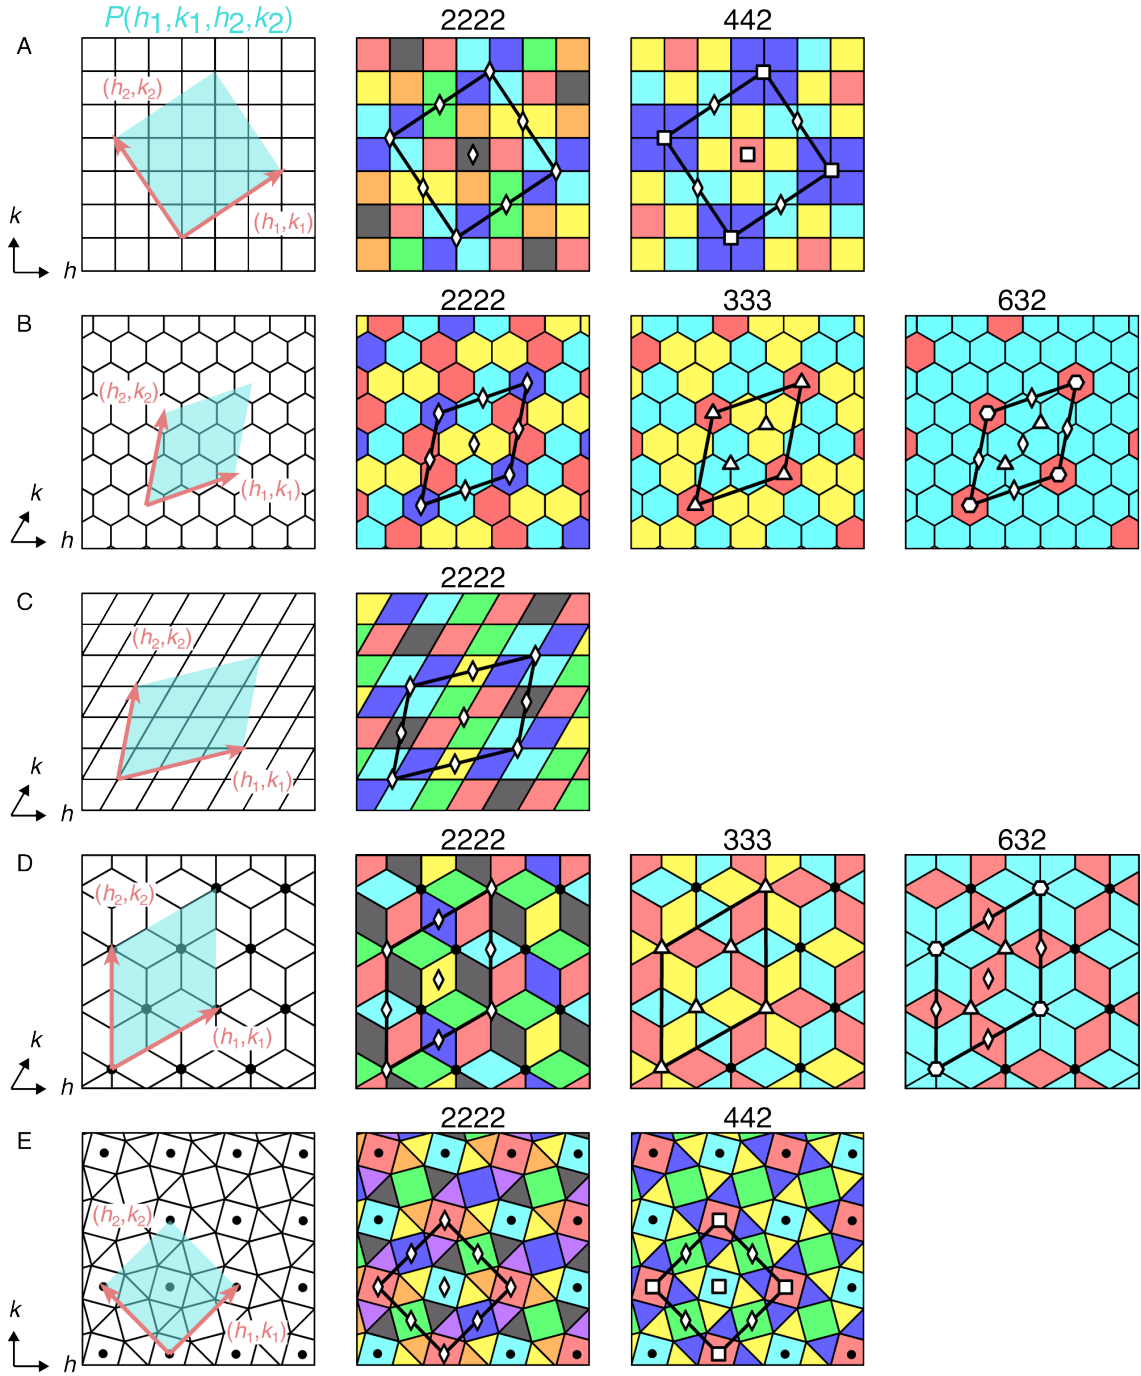 P(h1,k1,h2,k2)
2222
442
A
(h2,k2)
(h1,k1)
k
h
2222
333
632
B
(h2,k2)
(h1,k1)
k
h
2222
C
(h2,k2)
(h1,k1)
k
h
2222
333
632
D
(h2,k2)
(h1,k1)
k
h
2222
442
E
(h2,k2)
(h1,k1)
k
h